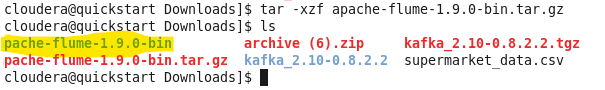 cloudera@quickstart Downloads]$ tar -xzf apache-flume-1.9.0-bin.tar.gz
cloudera@quickstart Downloads]$ ls
pache-flume-1.9.0-bin archive (6).zip kafka_2.10-0.8.2.2.tgz
pache-flume-1.9.0-bin.tar.gz kafka_2.10-0.8.2.2 supermarket_data.csv
cloudera@quickstart Downloads]$